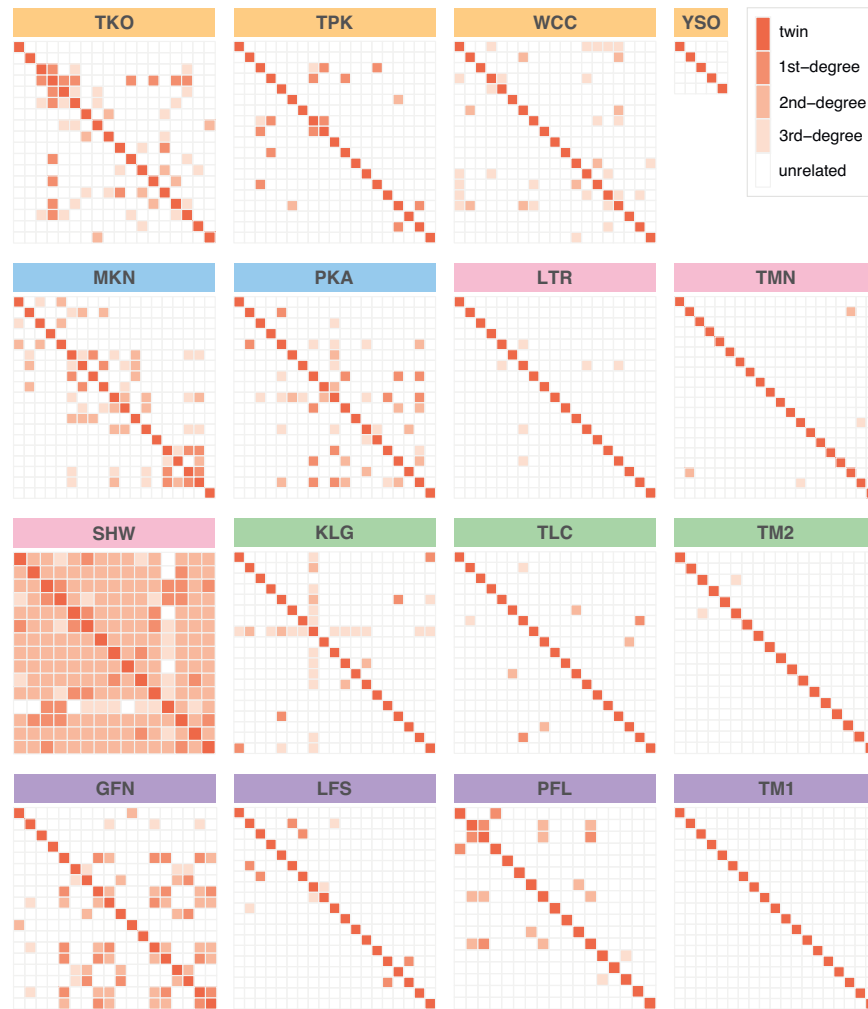 TKO
TPK
WCC
YSO
twin
1st-degree
2nd-degree
3rd-degree
unrelated
MKN
PKA
LTR
TMN
SHW
KLG
TLC
TM2
GFN
LFS
PFL
TM1